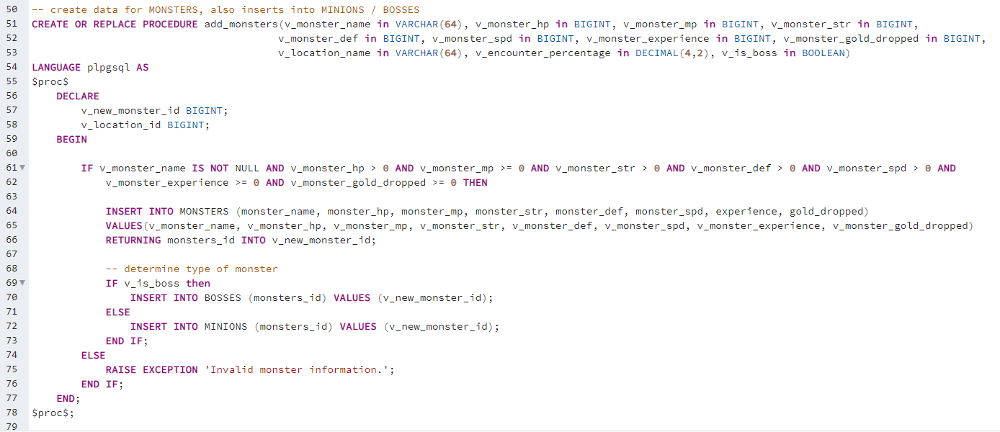 50 -- create data for MONSTERS, also inserts into MINIONS / BOSSES
51 CREATE OR REPLACE PROCEDURE add_monsters(v_monster_name in VARCHAR(64), v_monster_hp in BIGINT, v_monster_mp in BIGINT, v_monster_str in BIGINT,
52 v_monster_def in BIGINT, v_monster_spd in BIGINT, v_monster_experience in BIGINT, v_monster_gold_dropped in BIGINT,
53 v_location_name in VARCHAR(64), v_encounter_percentage in DECIMAL(4,2), v_is_boss in BOOLEAN)
54 LANGUAGE plpgsql AS
55 $proc$
56 DECLARE
57 v_new_monster_id BIGINT;
58 v_location_id BIGINT;
59 BEGIN
60
61 IF v_monster_name IS NOT NULL AND v_monster_hp > 0 AND v_monster_mp >= 0 AND v_monster_str > 0 AND v_monster_def > 0 AND v_monster_spd > 0 AND
62 v_monster_experience >= 0 AND v_monster_gold_dropped >= 0 THEN
63
64 INSERT INTO MONSTERS (monster_name, monster_hp, monster_mp, monster_str, monster_def, monster_spd, experience, gold_dropped)
65 VALUES(v_monster_name, v_monster_hp, v_monster_mp, v_monster_str, v_monster_def, v_monster_spd, v_monster_experience, v_monster_gold_dropped)
66 RETURNING monsters_id INTO v_new_monster_id;
67
68 -- determine type of monster
69 IF v_is_boss then
70 INSERT INTO BOSSES (monsters_id) VALUES (v_new_monster_id);
71 ELSE
72 INSERT INTO MINIONS (monsters_id) VALUES (v_new_monster_id);
73 END IF;
74 ELSE
75 RAISE EXCEPTION 'Invalid monster information.';
76 END IF;
77 END;
78 $proc$;
79